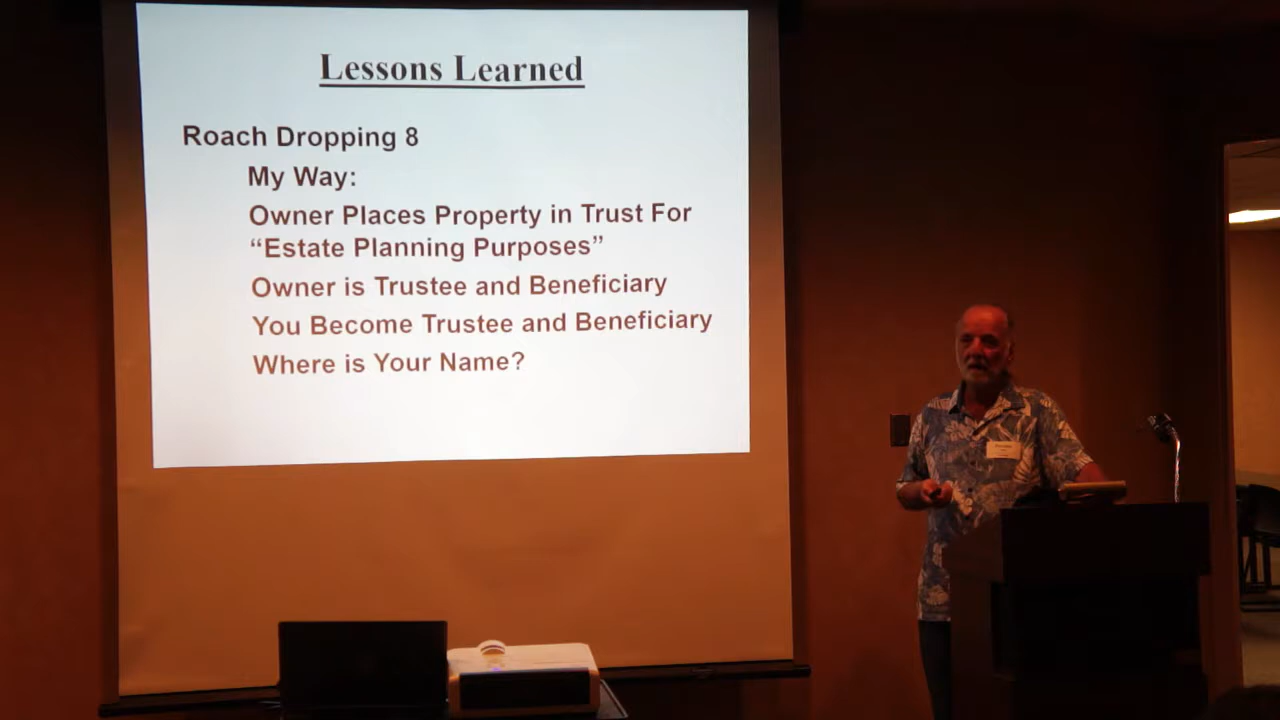 Lessons Learned
Roach Dropping 8
My Way:
Owner Places Property in Trust For
“Estate Planning Purposes”
Owner is Trustee and Beneficiary
You Become Trustee and Beneficiary
Where is Your Name?